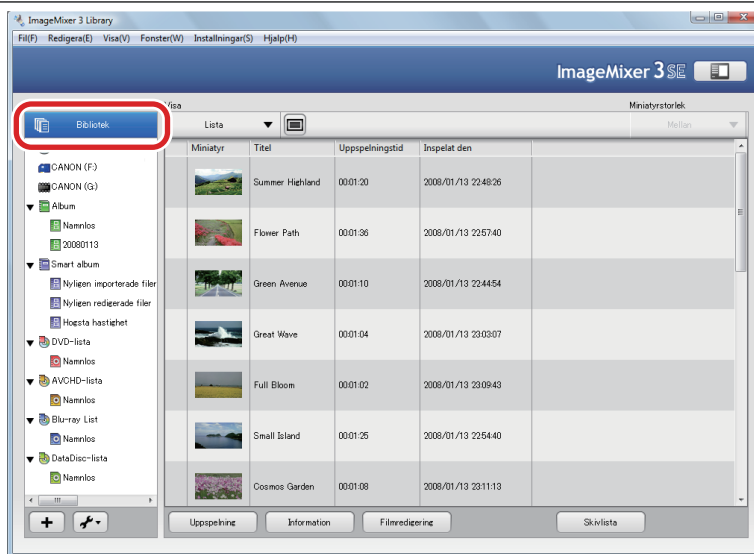 ImageMixer 3 Library
Fil(F) Redigera(E) Visa(V) Fonster(W) Installningar(S) Hjalp(H)
ImageMixer 3 SE
Visa Miniatyrstorlek
Bibliotek Lista Mellan
Miniatyr Titel Uppspelningstid Inspelat den
CANON (F:)
CANON (G:)
Album
Namnlos
20080113
Smart album
Nyligen importerade filer
Nyligen redigerade filer
Hogsta hastighet
DVD-lista
Namnlos
AVCHD-lista
Namnlos
Blu-ray List
Namnlos
DataDisc-lista
Namnlos
Summer Highland 00:01:20 2008/01/13 22:48:26
Flower Path 00:01:36 2008/01/13 22:57:40
Green Avenue 00:01:10 2008/01/13 22:44:54
Great Wave 00:01:04 2008/01/13 23:03:07
Full Bloom 00:01:02 2008/01/13 23:09:43
Small Island 00:01:25 2008/01/13 22:54:40
Cosmos Garden 00:01:08 2008/01/13 23:11:13
Uppspelning Information Filmredigering Skivlista